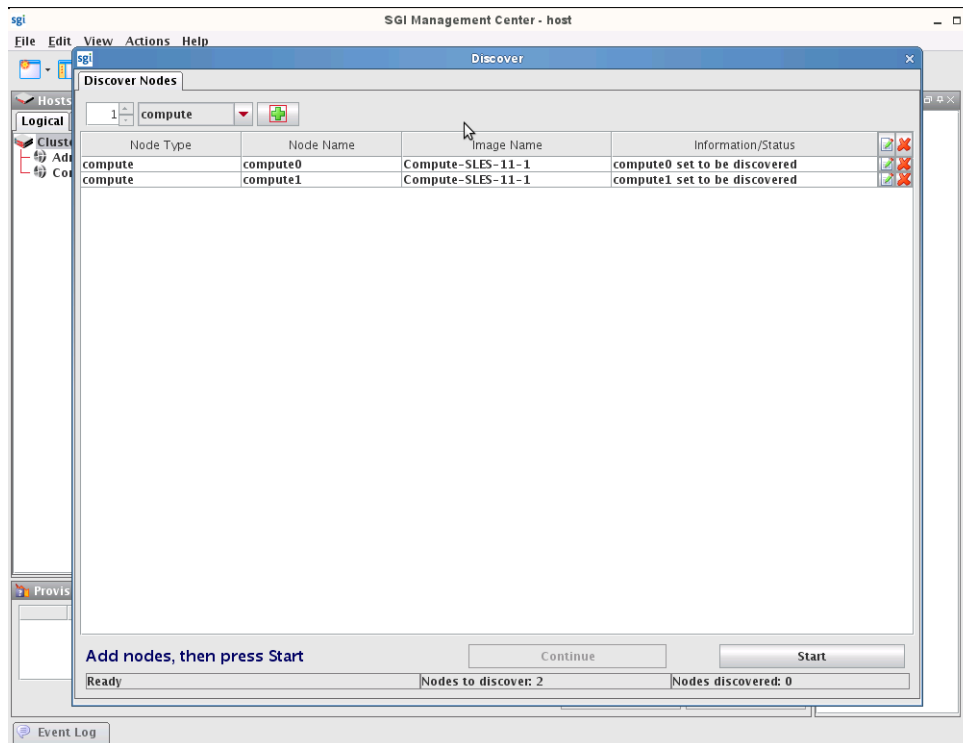 sgi SGI Management Center - host
File Edit View Actions Help
sgi Discover
Discover Nodes
Hosts
1 compute
Logical
Node Type Node Name Image Name Information/Status
compute compute0 Compute-SLES-11-1 compute0 set to be discovered
compute compute1 Compute-SLES-11-1 compute1 set to be discovered
Add nodes, then press Start Continue Start
Ready Nodes to discover: 2 Nodes discovered: 0
Event Log